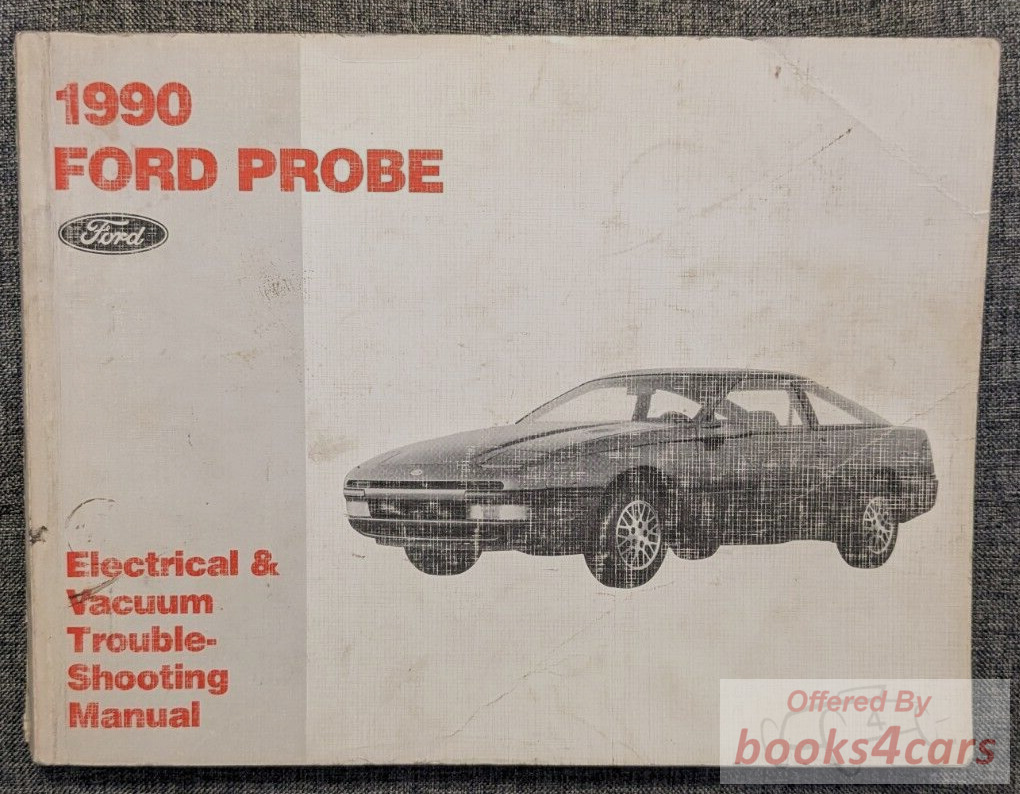 1990
FORD PROBE
Ford
Electrical &
Vacuum
Trouble-
Shooting
Manual
Offered By
books4cars